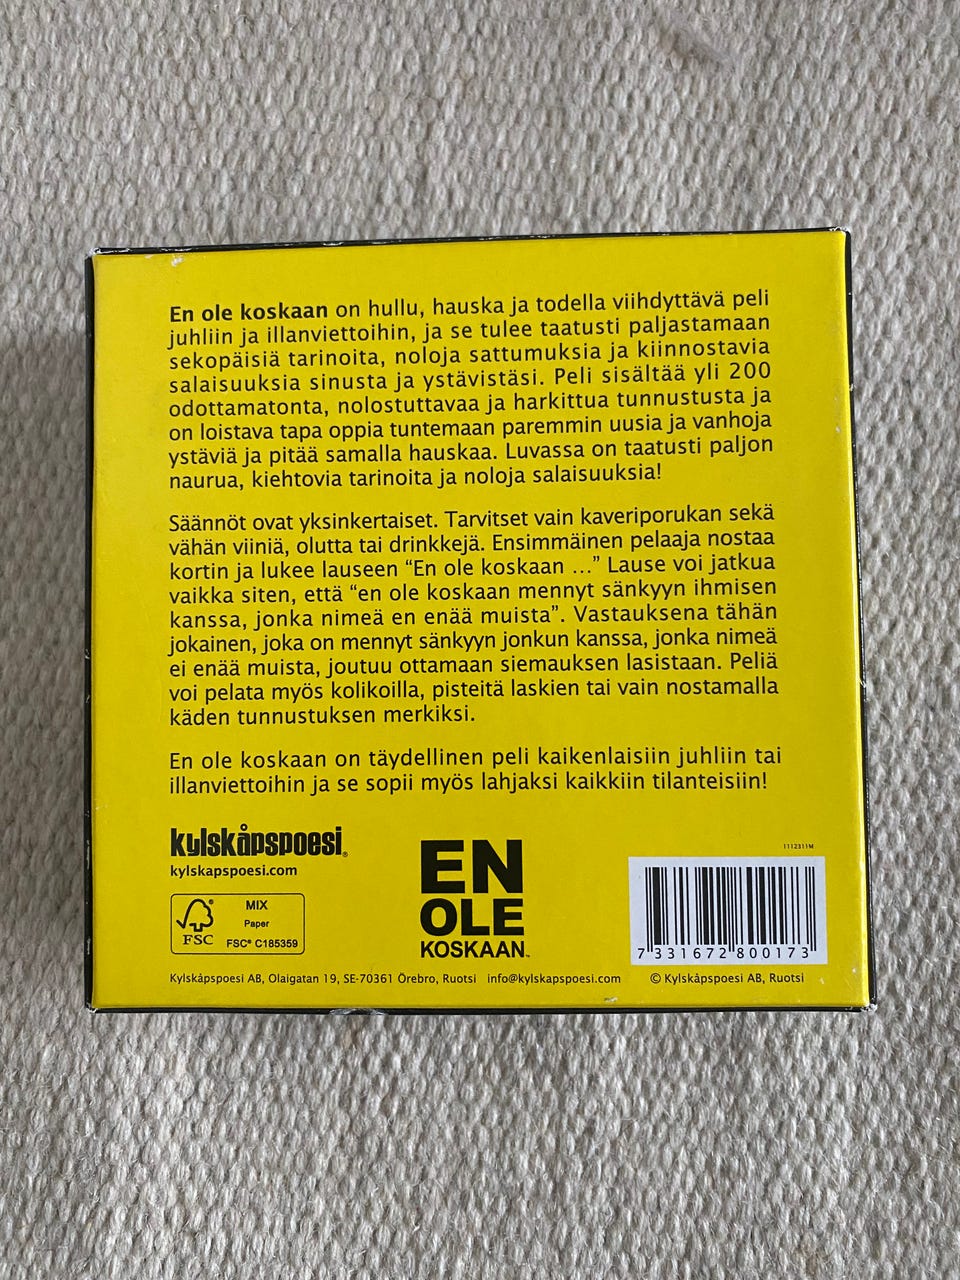 En ole koskaan on hullu, hauska ja todella viihdyttävä peli
juhliin ja illanviettoihin, ja se tulee taatusti paljastamaan
sekopäisiä tarinoita, noloja sattumuksia ja kiinnostavia
salaisuuksia sinusta ja ystävistäsi. Peli sisältää yli 200
odottamatonta, nolostuttavaa ja harkittua tunnustusta ja
on loistava tapa oppia tuntemaan paremmin uusia ja vanhoja
ystäviä ja pitää samalla hauskaa. Luvassa on taatusti paljon
naurua, kiehtovia tarinoita ja noloja salaisuuksia!
Säännöt ovat yksinkertaiset. Tarvitset vain kaveriporukan sekä
vähän viiniä, olutta tai drinkkejä. Ensimmäinen pelaaja nostaa
kortin ja lukee lauseen “En ole koskaan ...” Lause voi jatkua
vaikka siten, että “en ole koskaan mennyt sänkyyn ihmisen
kanssa, jonka nimeä en enää muista”. Vastauksena tähän
jokainen, joka on mennyt sänkyyn jonkun kanssa, jonka nimeä
ei enää muista, joutuu ottamaan siemauksen lasistaan. Peliä
voi pelata myös kolikoilla, pisteitä laskien tai vain nostamalla
käden tunnustuksen merkiksi.
En ole koskaan on täydellinen peli kaikenlaisiin juhliin tai
illanviettoihin ja se sopii myös lahjaksi kaikkiin tilanteisiin!
kylskåpspoesi®
kylskapspoesi.com
FSC
MIX
Paper
FSC® C185359
EN
OLE
KOSKAAN™
1112311M
7 331672 800173
Kylskåpspoesi AB, Olaigatan 19, SE-70361 Örebro, Ruotsi info@kylskapspoesi.com © Kylskåpspoesi AB, Ruotsi